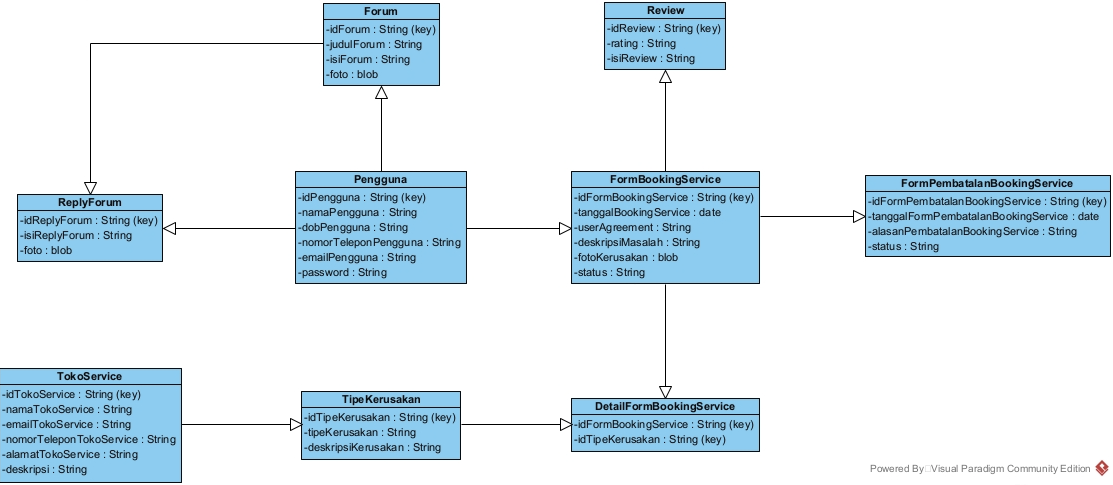 Forum
-idForum : String (key)
-judulForum : String
-isiForum : String
-foto : blob
Review
-idReview : String (key)
-rating : String
-isiReview : String
ReplyForum
-idReplyForum : String (key)
-isiReplyForum : String
-foto : blob
Pengguna
-idPengguna : String (key)
-namaPengguna : String
-dobPengguna : String
-nomorTeleponPengguna : String
-emailPengguna : String
-password : String
FormBookingService
-idFormBookingService : String (key)
-tanggalBookingService : date
-userAgreement : String
-deskripsiMasalah : String
-fotoKerusakan : blob
-status : String
FormPembatalanBookingService
-idFormPembatalanBookingService : String (key)
-tanggalFormPembatalanBookingService : date
-alasanPembatalanBookingService : String
-status : String
TokoService
-idTokoService : String (key)
-namaTokoService : String
-emailTokoService : String
-nomorTeleponTokoService : String
-alamatTokoService : String
-deskripsi : String
TipeKerusakan
-idTipeKerusakan : String (key)
-tipeKerusakan : String
-deskripsiKerusakan : String
DetailFormBookingService
-idFormBookingService : String (key)
-idTipeKerusakan : String (key)
Powered By Visual Paradigm Community Edition